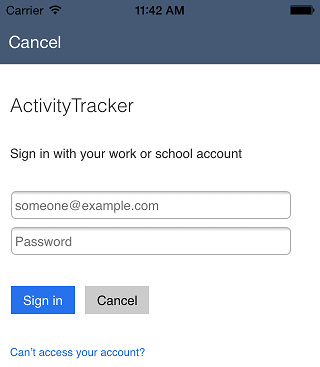 Carrier 11:42 AM
Cancel
ActivityTracker
Sign in with your work or school account
someone@example.com
Password
Sign in Cancel
Can't access your account?